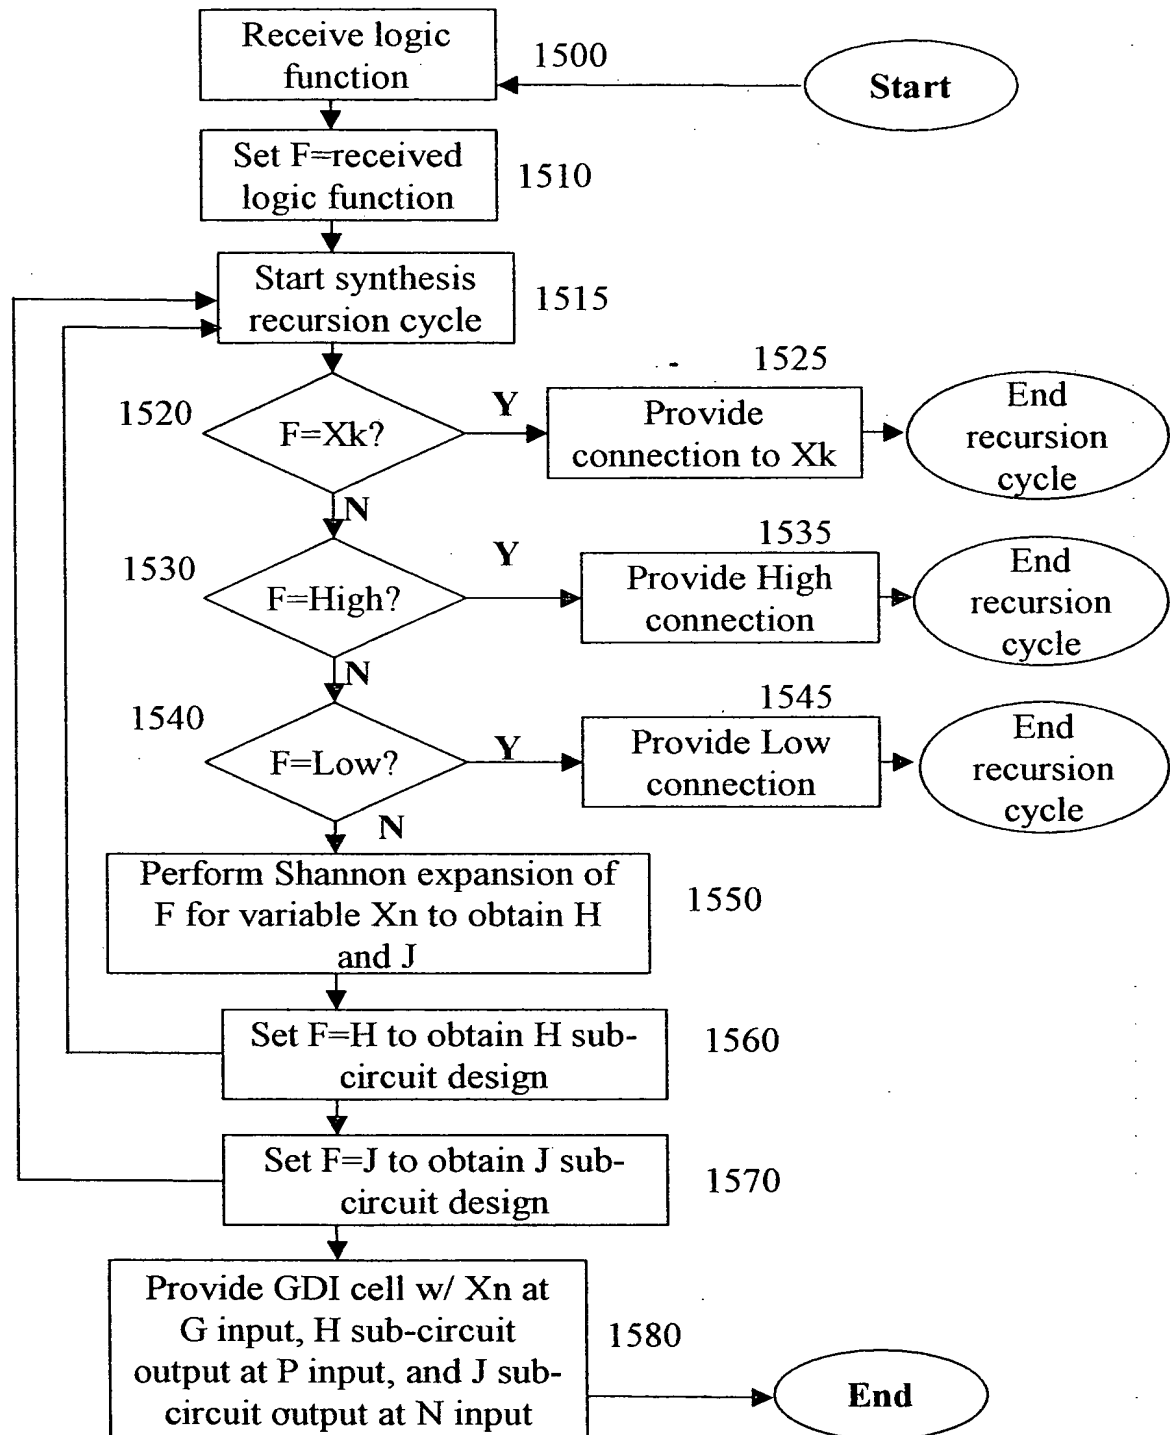 Receive logic
function
1500
Start
Set F=received
logic function
1510
Start synthesis
recursion cycle
1515
1520
F=Xk?
Y
1525
Provide
connection to Xk
End
recursion
cycle
N
1530
F=High?
Y
1535
Provide High
connection
End
recursion
cycle
N
1540
F=Low?
Y
1545
Provide Low
connection
End
recursion
cycle
N
Perform Shannon expansion of
F for variable Xn to obtain H
and J
1550
Set F=H to obtain H sub-
circuit design
1560
Set F=J to obtain J sub-
circuit design
1570
Provide GDI cell w/ Xn at
G input, H sub-circuit
output at P input, and J sub-
circuit output at N input
1580
End